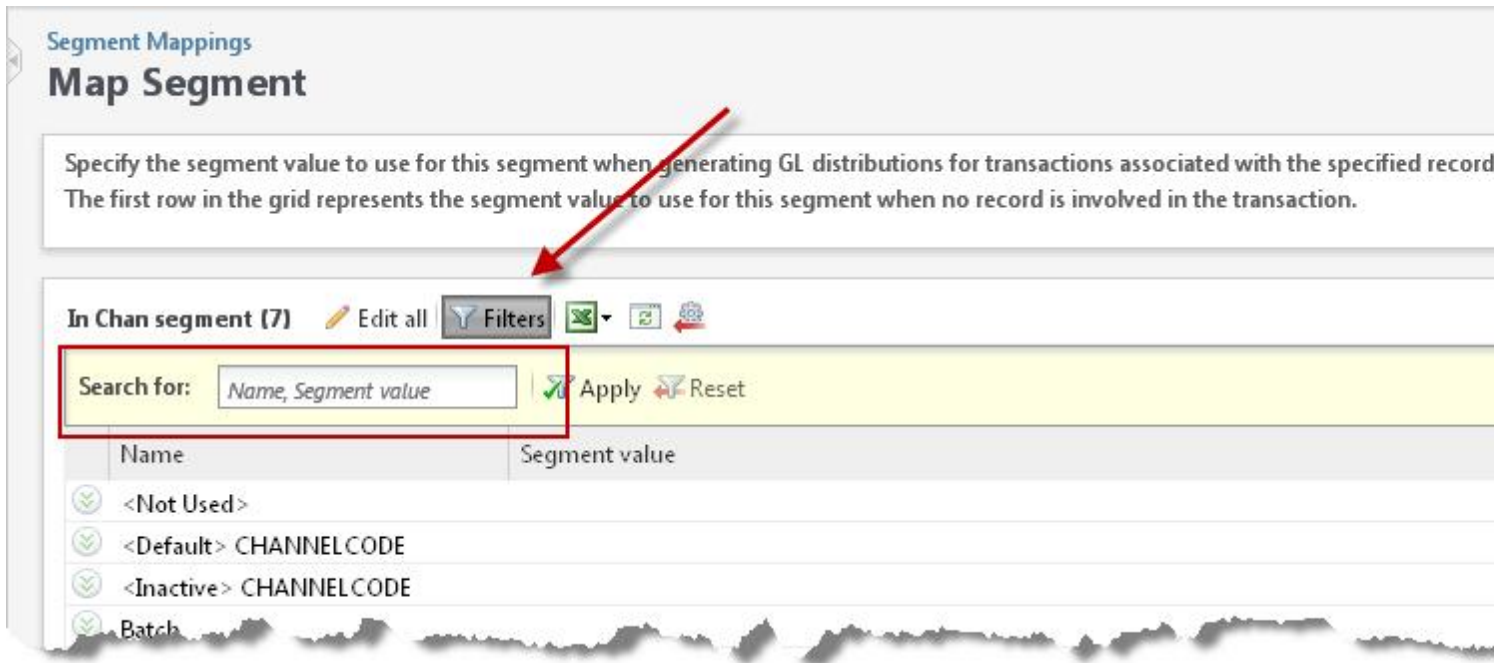 Segment Mappings
Map Segment
Specify the segment value to use for this segment when generating GL distributions for transactions associated with the specified record
The first row in the grid represents the segment value to use for this segment when no record is involved in the transaction.
In Chan segment (7) Edit all Filters
Search for: Name, Segment value Apply Reset
Name Segment value
<Not Used>
<Default> CHANNELCODE
<Inactive> CHANNELCODE
Batch